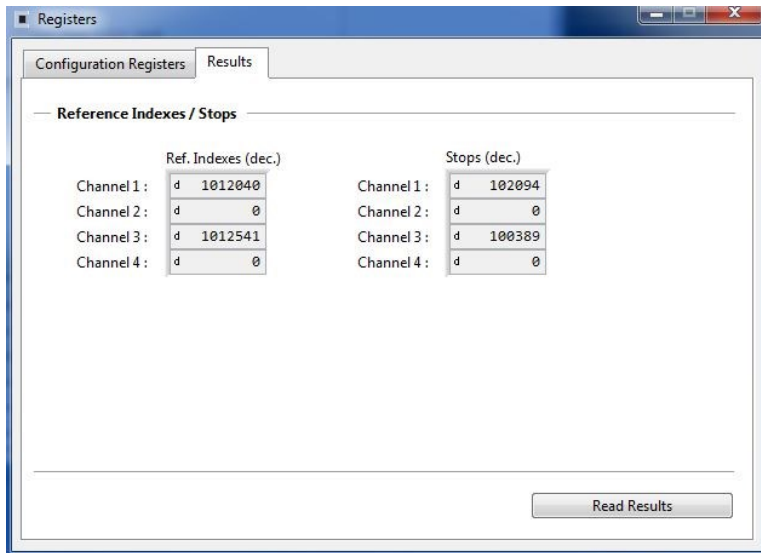 Registers
Configuration Registers Results
Reference Indexes / Stops
Ref. Indexes (dec.) Stops (dec.)
Channel 1 : d 1012040 Channel 1 : d 102094
Channel 2 : d 0 Channel 2 : d 0
Channel 3 : d 1012541 Channel 3 : d 100389
Channel 4 : d 0 Channel 4 : d 0
Read Results